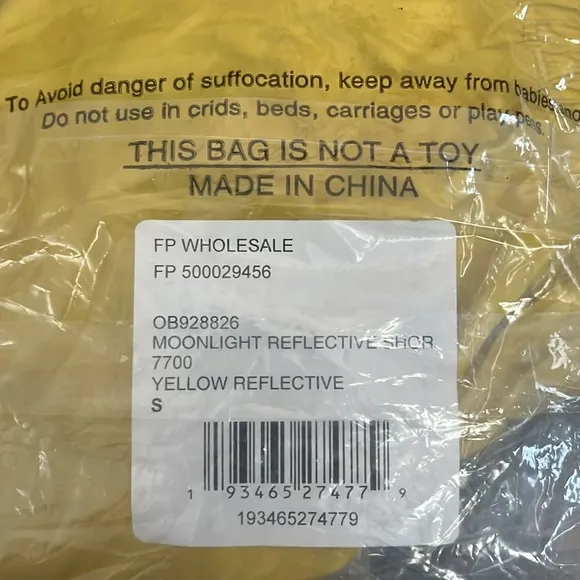 To Avoid danger of suffocation, keep away from babies and
Do not use in crids, beds, carriages or play pens.
THIS BAG IS NOT A TOY
MADE IN CHINA
FP WHOLESALE
FP 500029456
OB928826
MOONLIGHT REFLECTIVE SHOR
7700
YELLOW REFLECTIVE
S
1 93465 27477 9
193465274779